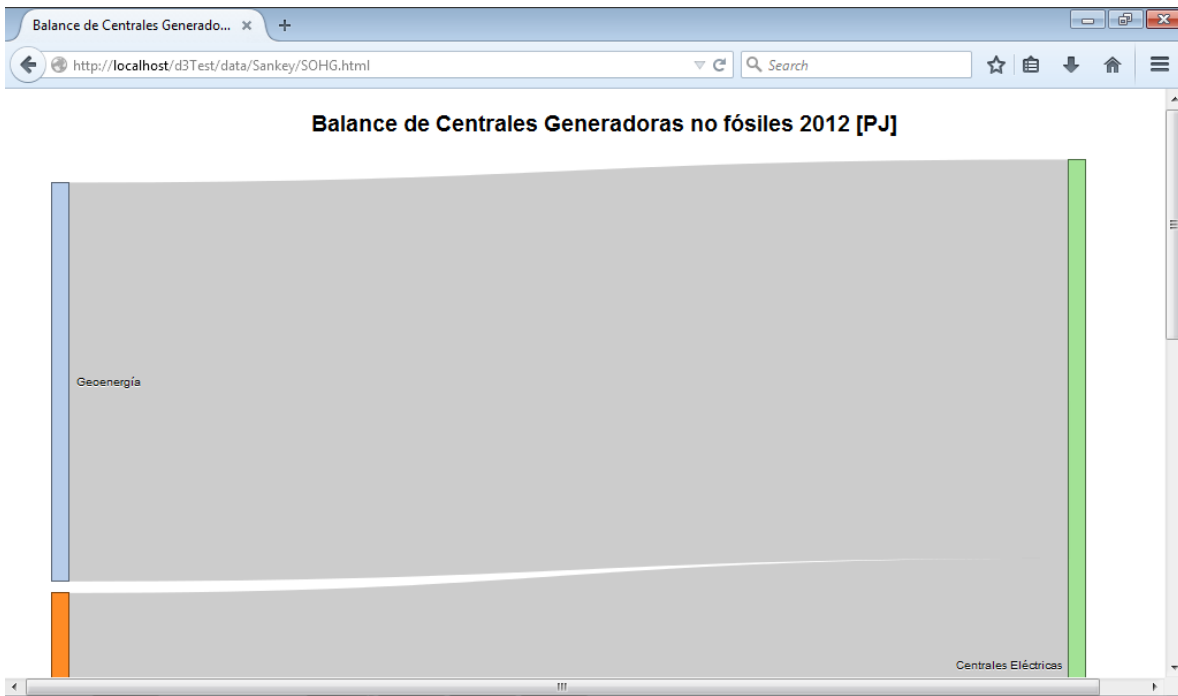 Balance de Centrales Generado...
http://localhost/d3Test/data/Sankey/SOHG.html
Search
Balance de Centrales Generadoras no fósiles 2012 [PJ]
Geoenergía
Centrales Eléctricas